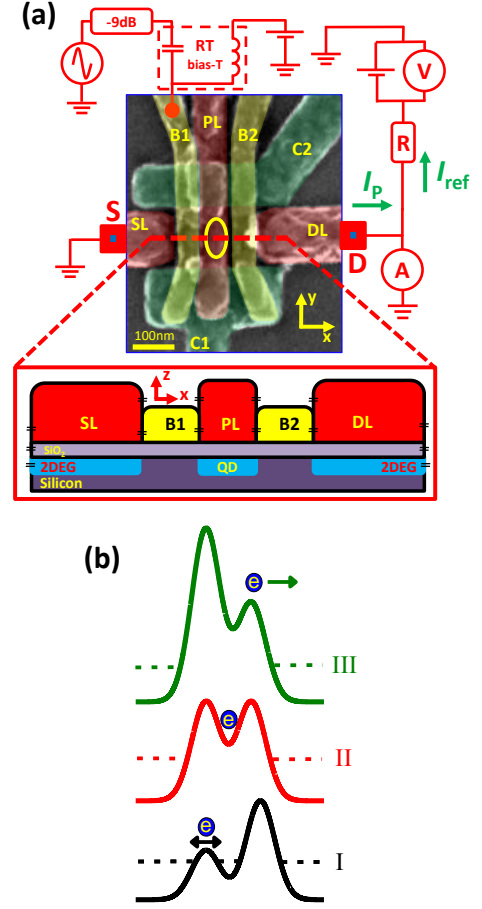 (a)
-9dB
RT
bias-T
V
R
I_ref
I_P
B1
PL
B2
C2
S
SL
DL
D
A
y
x
100nm
C1
z
x
SL
B1
PL
B2
DL
SiO₂
2DEG
QD
2DEG
Silicon
(b)
e
III
e
II
e
I